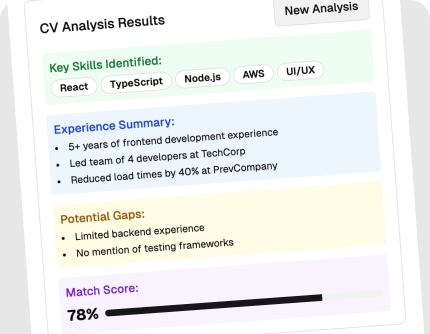 CV Analysis Results
New Analysis
Key Skills Identified:
React TypeScript Node.js AWS UI/UX
Experience Summary:
• 5+ years of frontend development experience
• Led team of 4 developers at TechCorp
• Reduced load times by 40% at PrevCompany
Potential Gaps:
• Limited backend experience
• No mention of testing frameworks
Match Score:
78%